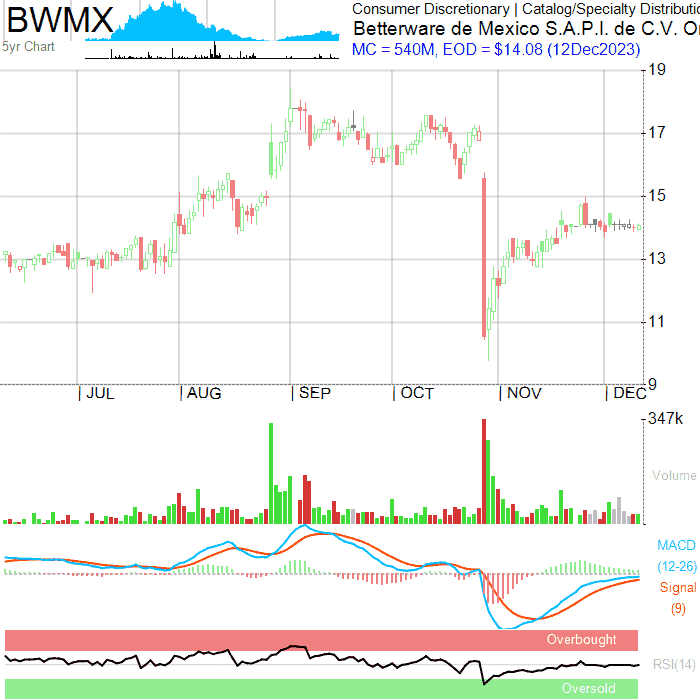 BWMX
5yr Chart
Consumer Discretionary | Catalog/Specialty Distributio
Betterware de Mexico S.A.P.I. de C.V. Or
MC = 540M, EOD = $14.08 (12Dec2023)
19
17
15
13
11
9
JUL
AUG
SEP
OCT
NOV
DEC
347k
Volume
MACD
(12-26)
Signal
(9)
Overbought
RSI(14)
Oversold